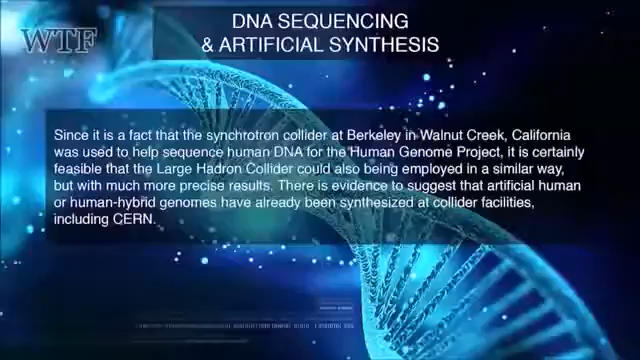 WTF
DNA SEQUENCING
& ARTIFICIAL SYNTHESIS
Since it is a fact that the synchrotron collider at Berkeley in Walnut Creek, California
was used to help sequence human DNA for the Human Genome Project, it is certainly
feasible that the Large Hadron Collider could also being employed in a similar way,
but with much more precise results. There is evidence to suggest that artificial human
or human-hybrid genomes have already been synthesized at collider facilities,
including CERN.